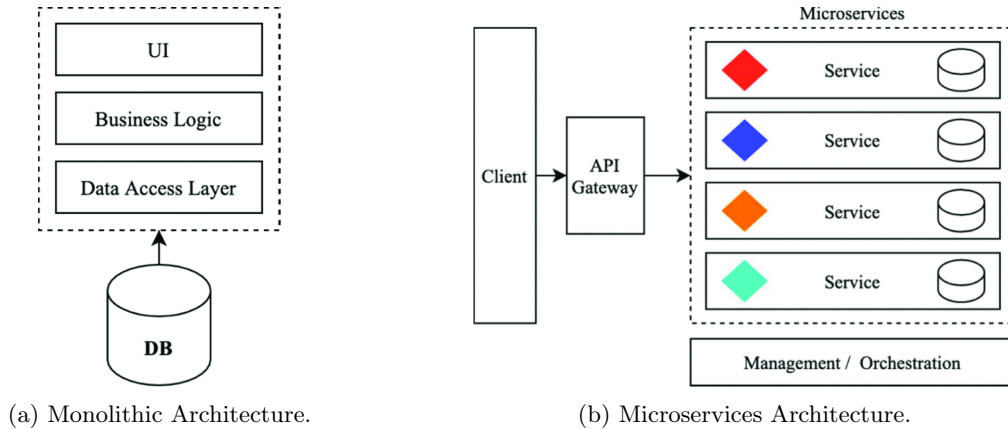 UI
Business Logic
Data Access Layer
DB
(a) Monolithic Architecture.
Microservices
Client
API
Gateway
Service
Service
Service
Service
Management / Orchestration
(b) Microservices Architecture.